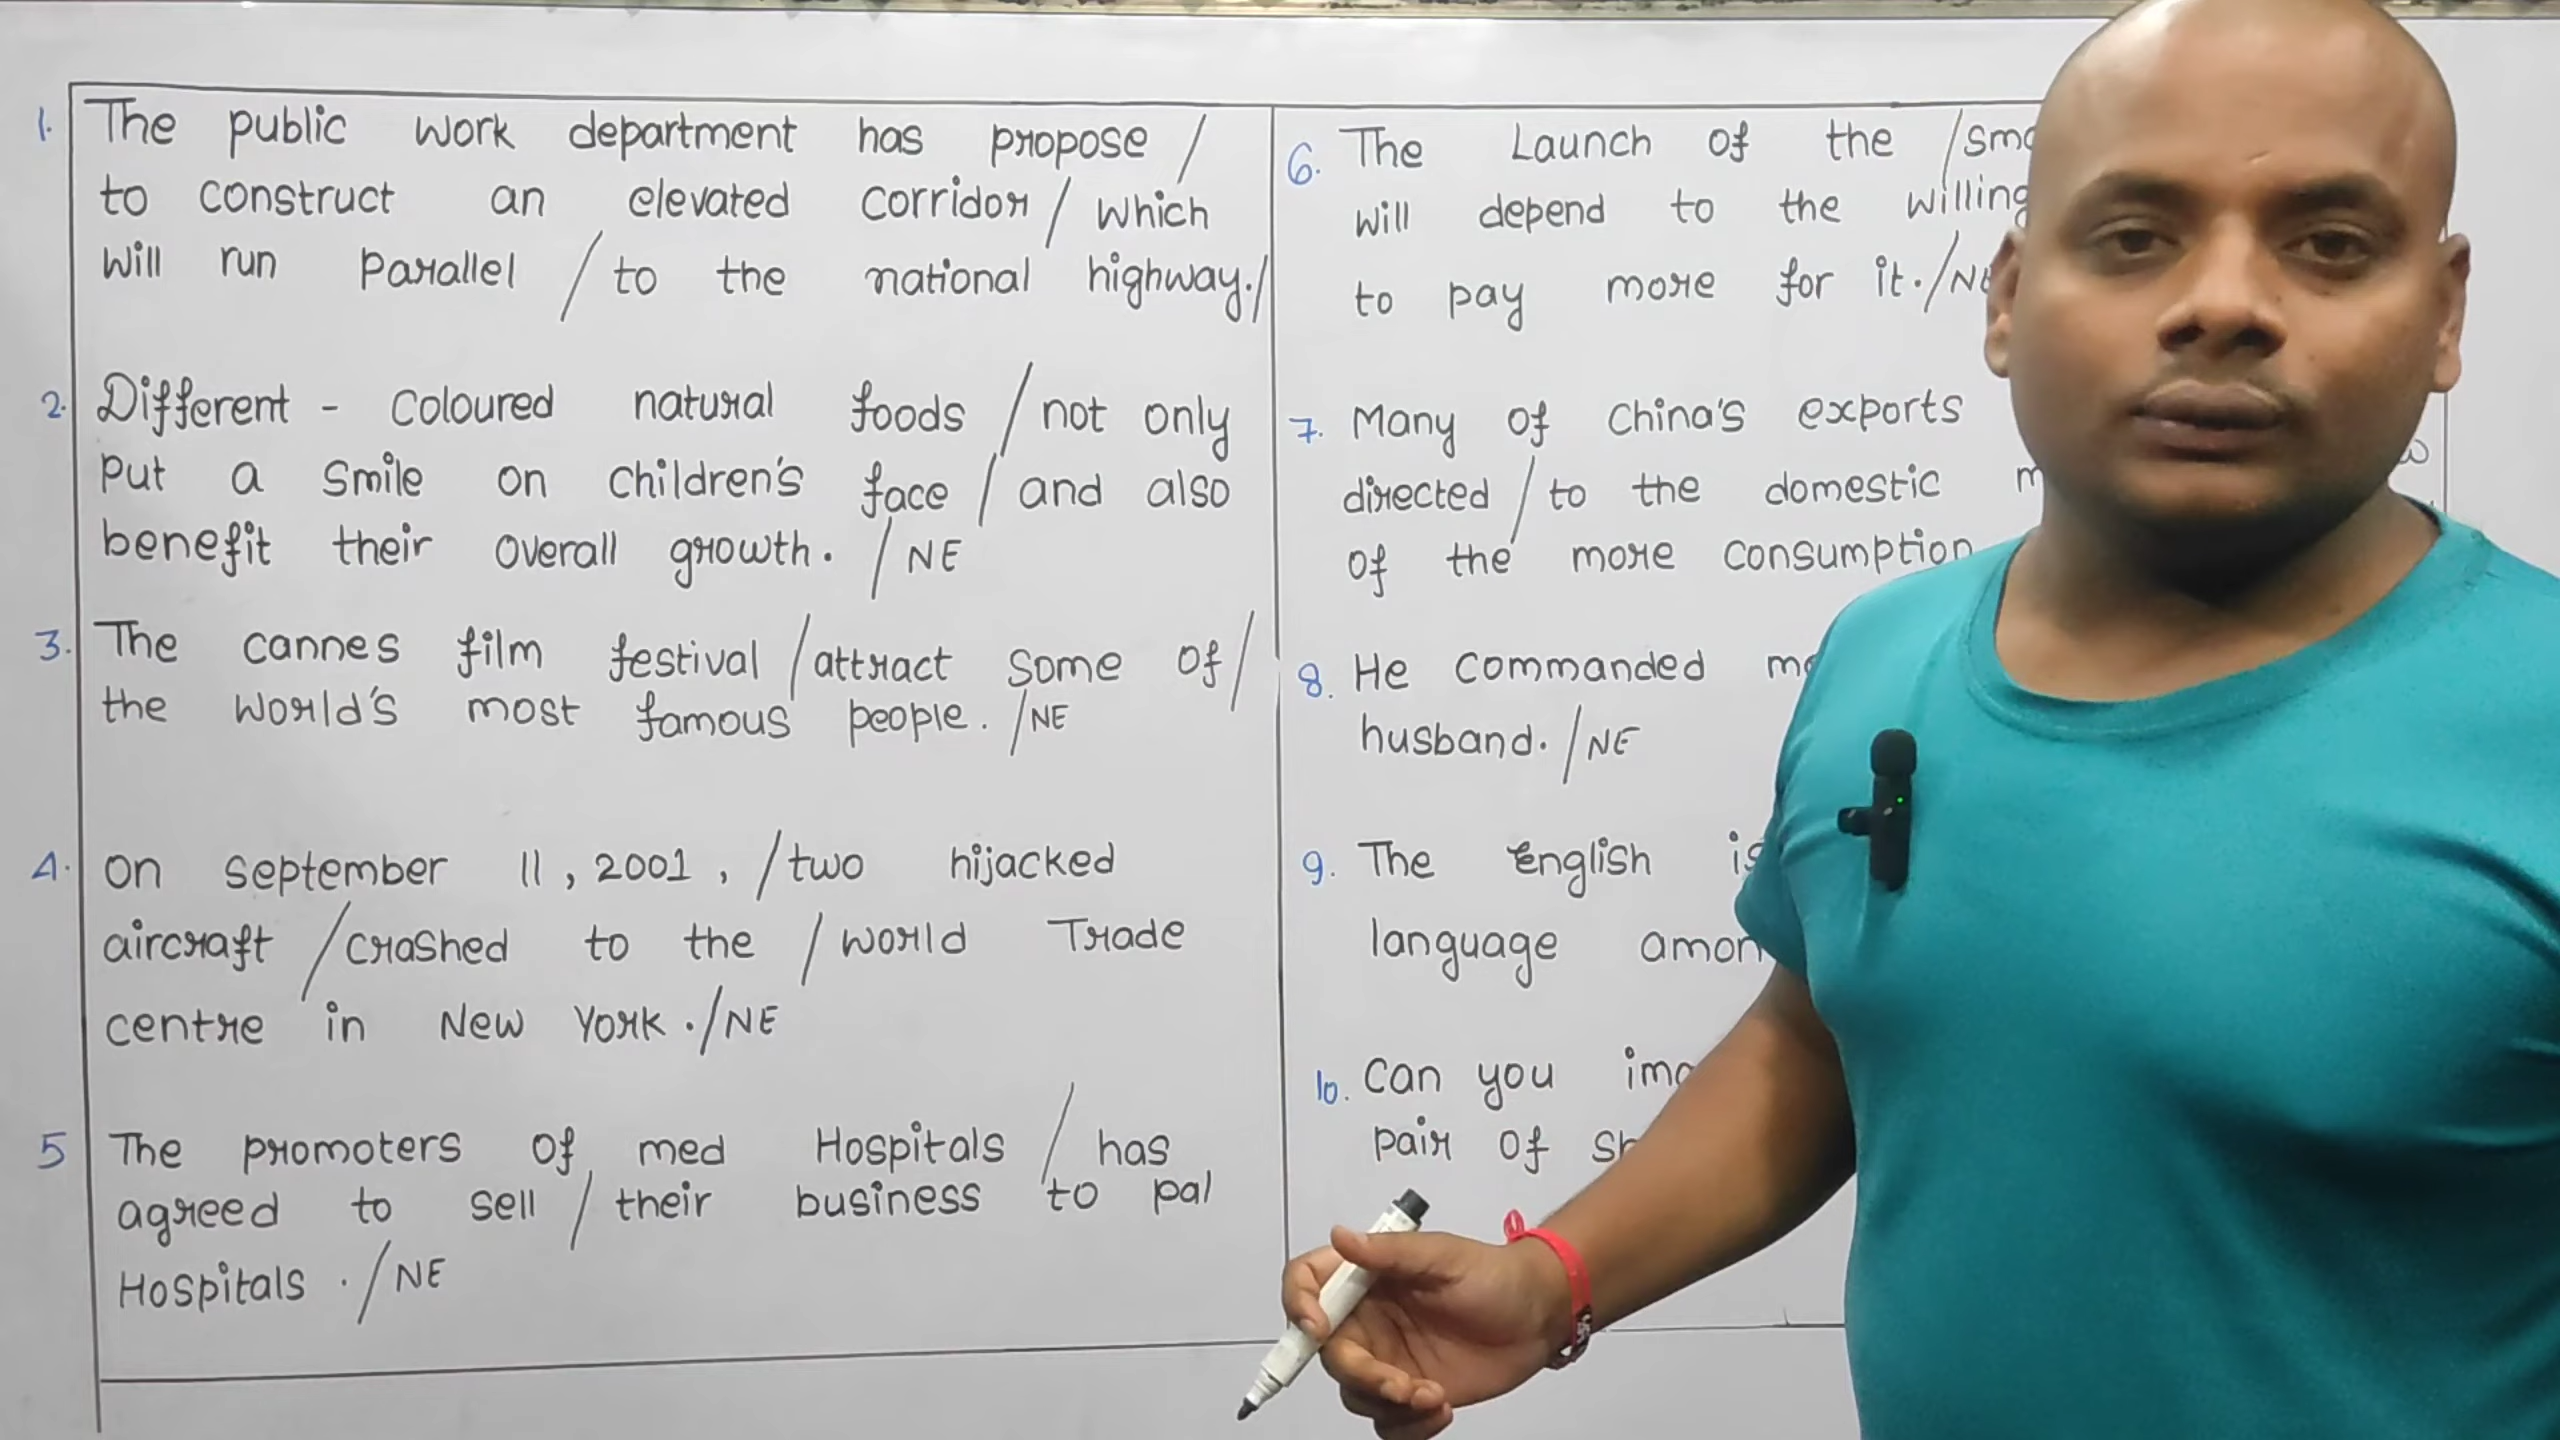 1. The public work department has propose /
to construct an elevated corridor / which
will run parallel / to the national highway. /
2. Different - coloured natural foods / not only
put a smile on children's face / and also
benefit their overall growth. / NE
3. The cannes film festival / attract some of /
the world's most famous people. / NE
4. On september 11, 2001, / two hijacked
aircraft / crashed to the / world Trade
centre in New York. / NE
5 The promoters of med Hospitals / has
agreed to sell / their business to pal
Hospitals. / NE
6. The Launch of the /
will depend to the
to pay more for it. /
7. Many of China's exports
directed / to the domestic
of the more consumption
8. He commanded
husband. / NE
9. The English
language
10. Can you
pair of